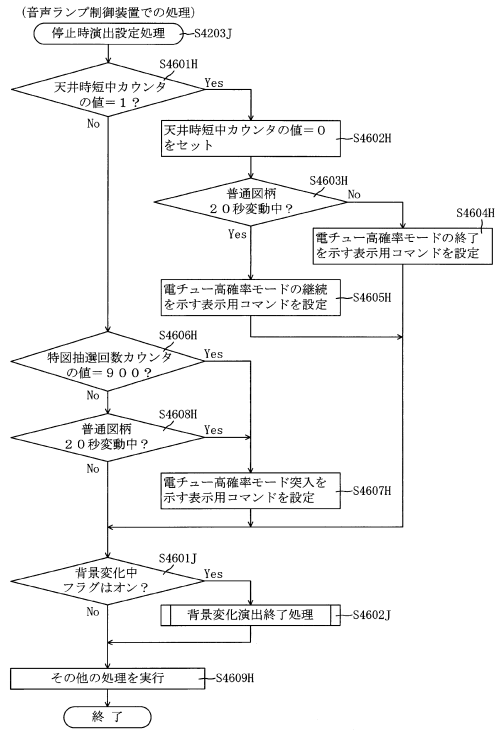 (音声ランプ制御装置での処理)
停止時演出設定処理
S4203J
S4601H
天井時短中カウンタ
の値=1?
Yes
No
天井時短中カウンタの値=0
をセット
S4602H
S4603H
普通図柄
20秒変動中?
No
Yes
S4604H
電チュー高確率モードの終了
を示す表示用コマンドを設定
電チュー高確率モードの継続
を示す表示用コマンドを設定
S4605H
S4606H
特図抽選回数カウンタ
の値=900?
Yes
No
S4608H
普通図柄
20秒変動中?
Yes
No
電チュー高確率モード突入を
示す表示用コマンドを設定
S4607H
S4601J
背景変化中
フラグはオン?
Yes
No
背景変化演出終了処理
S4602J
その他の処理を実行
S4609H
終 了